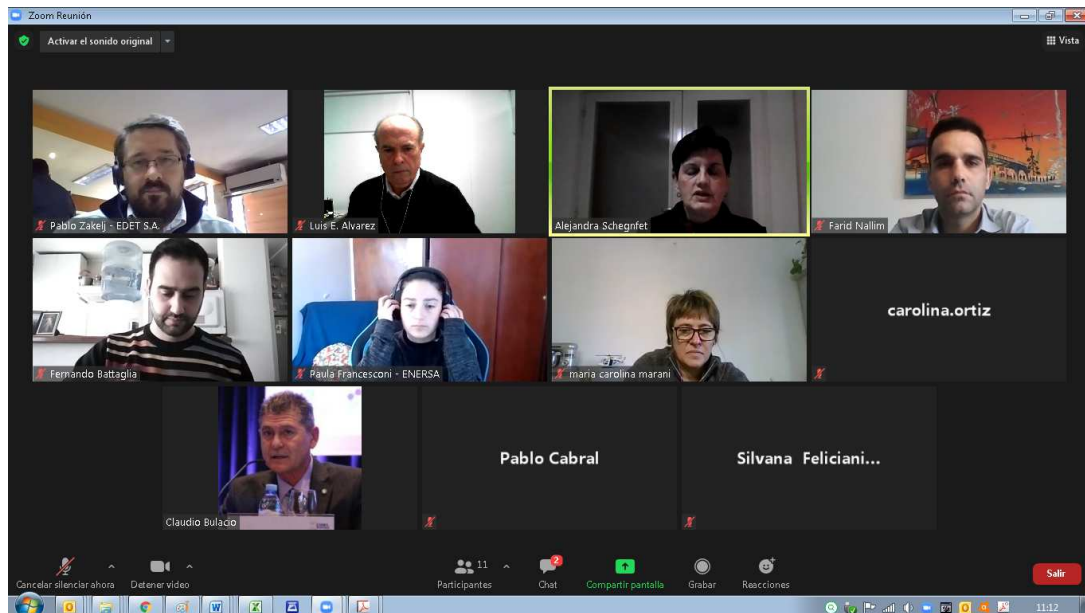 Zoom Reunión
Activar el sonido original
Vista
Pablo Zakelj - EDET S.A.
Luis E. Alvarez
Alejandra Schegnfet
Farid Nallim
Fernando Battaglia
Paula Francesconi - ENERSA
maria carolina marani
carolina.ortiz
Claudio Bulacio
Pablo Cabral
Silvana Feliciani...
Cancelar silenciar ahora
Detener video
11
Participantes
2
Chat
Compartir pantalla
Grabar
Reacciones
Salir
11:12